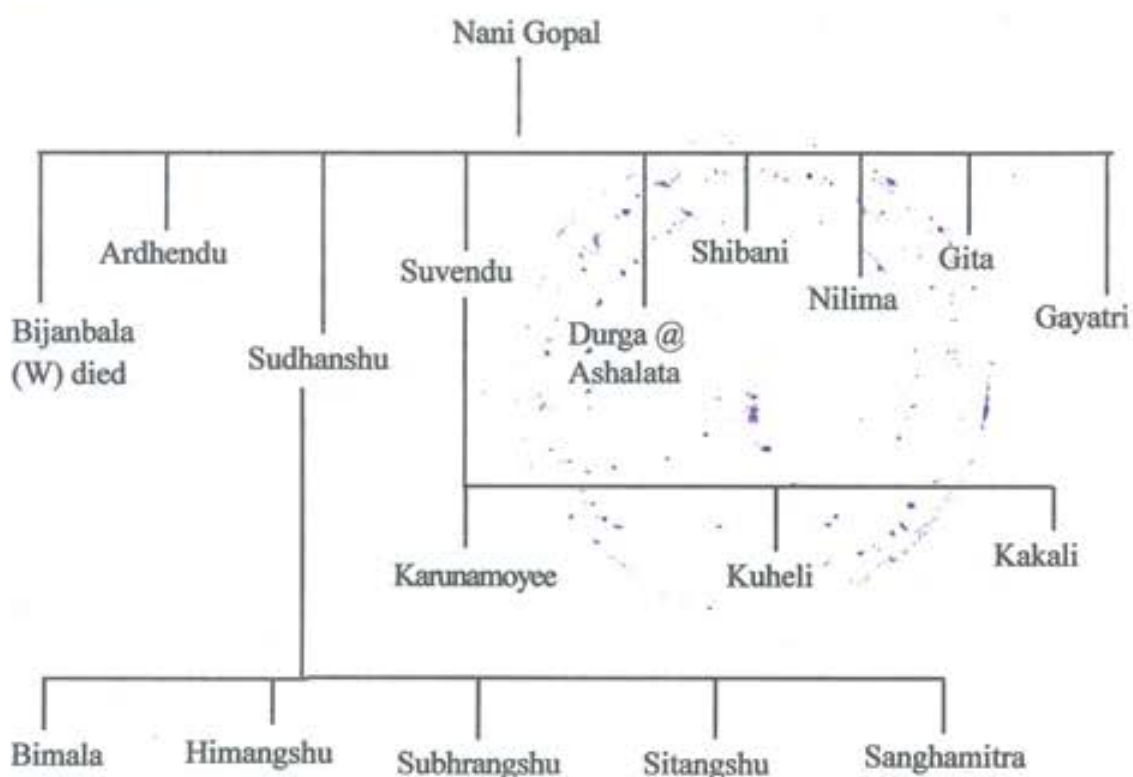 Nani Gopal
Ardhendu
Shibani
Gita
Suvendu
Nilima
Gayatri
Bijanbala
(W) died
Sudhanshu
Durga @
Ashalata
Karunamoyee
Kuheli
Kakali
Bimala
Himangshu
Subhrangshu
Sitangshu
Sanghamitra